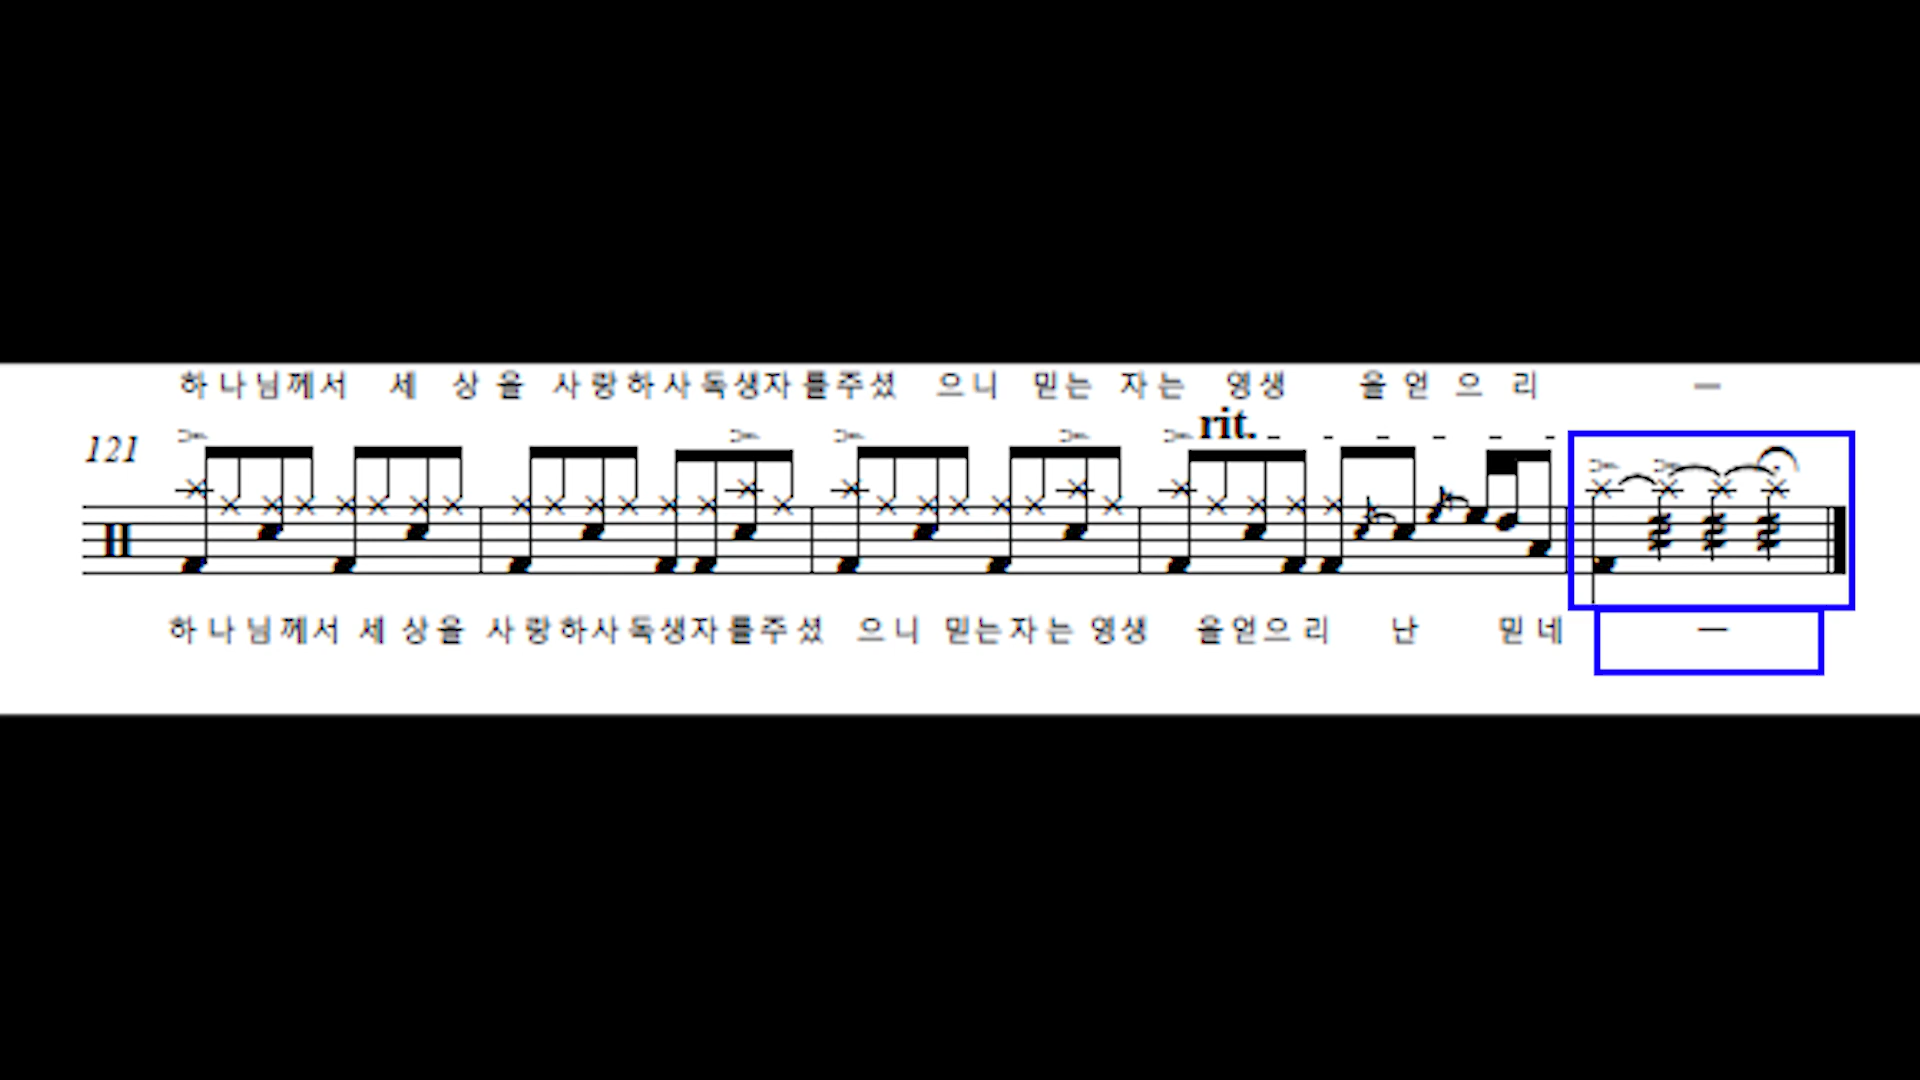 하나님께서 세 상 을 사랑하사독생자 를주셨 으니 믿는 자는 영생 을 얻 으 리 —
rit.
121
하나님께서 세 상을 사랑하사 독생자를주셨 으니 믿는자는 영생 을얻으리 난 믿네 —